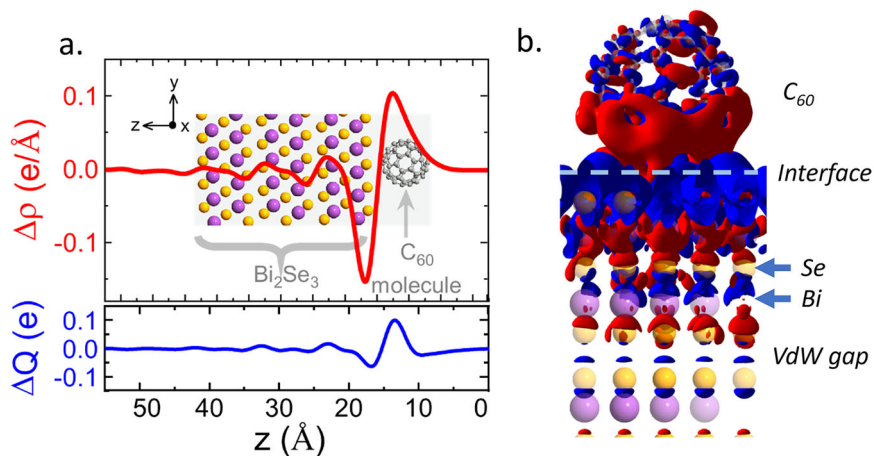 a.
Δρ (e/Å)
0.1
0.0
-0.1
y
z
x
Bi₂Se₃
C₆₀
molecule
ΔQ (e)
0.1
0.0
-0.1
50 40 30 20 10 0
z (Å)
b.
C₆₀
Interface
Se
Bi
VdW gap